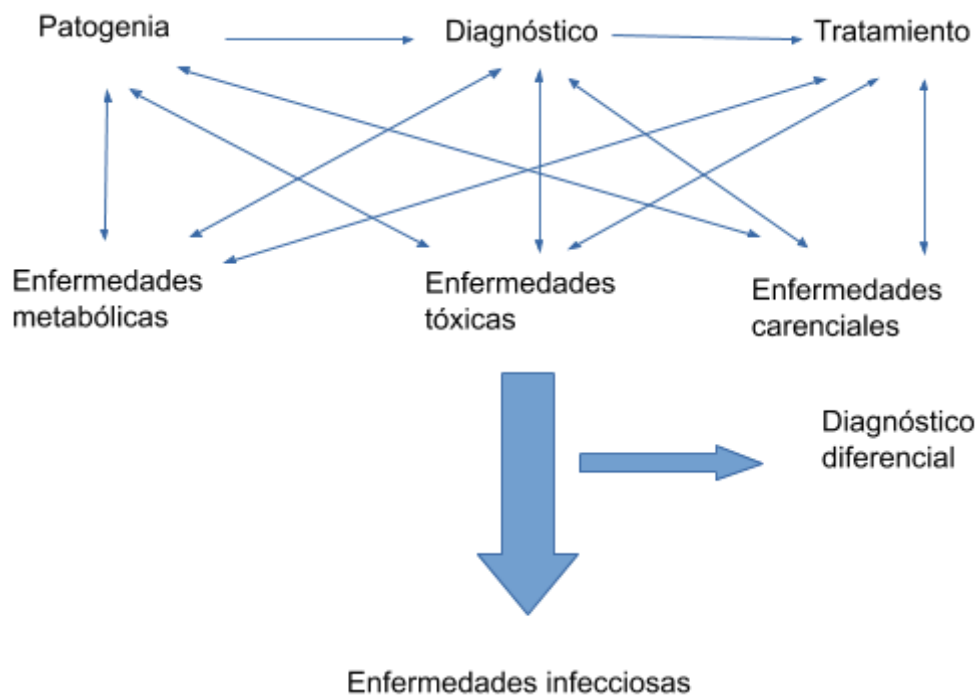 Patogenia
Diagnóstico
Tratamiento
Enfermedades
metabólicas
Enfermedades
tóxicas
Enfermedades
carenciales
Diagnóstico
diferencial
Enfermedades infecciosas